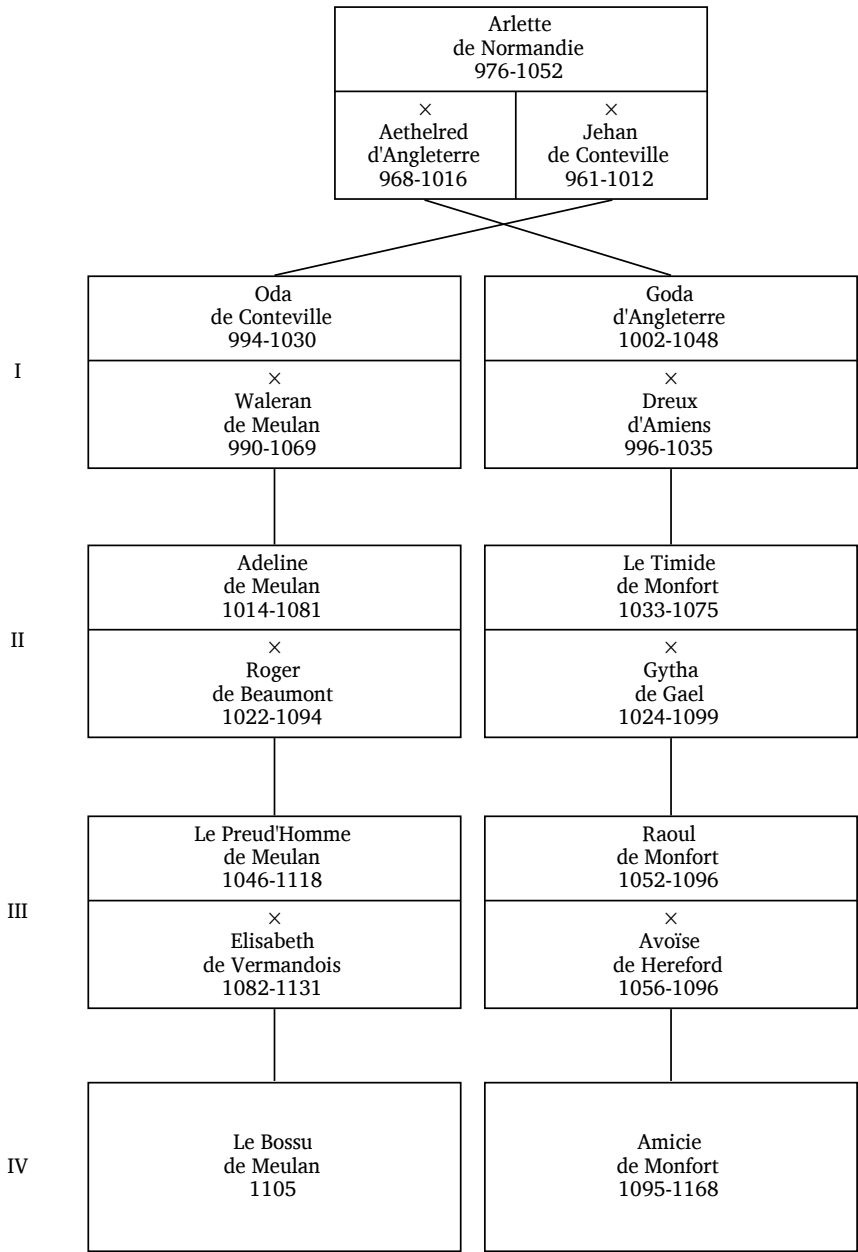 Arlette
de Normandie
976-1052
×
Aethelred
d'Angleterre
968-1016
×
Jehan
de Conteville
961-1012
I
Oda
de Conteville
994-1030
×
Waleran
de Meulan
990-1069
Goda
d'Angleterre
1002-1048
×
Dreux
d'Amiens
996-1035
II
Adeline
de Meulan
1014-1081
×
Roger
de Beaumont
1022-1094
Le Timide
de Monfort
1033-1075
×
Gytha
de Gael
1024-1099
III
Le Preud'Homme
de Meulan
1046-1118
×
Elisabeth
de Vermandois
1082-1131
Raoul
de Monfort
1052-1096
×
Avoïse
de Hereford
1056-1096
IV
Le Bossu
de Meulan
1105
Amicie
de Monfort
1095-1168